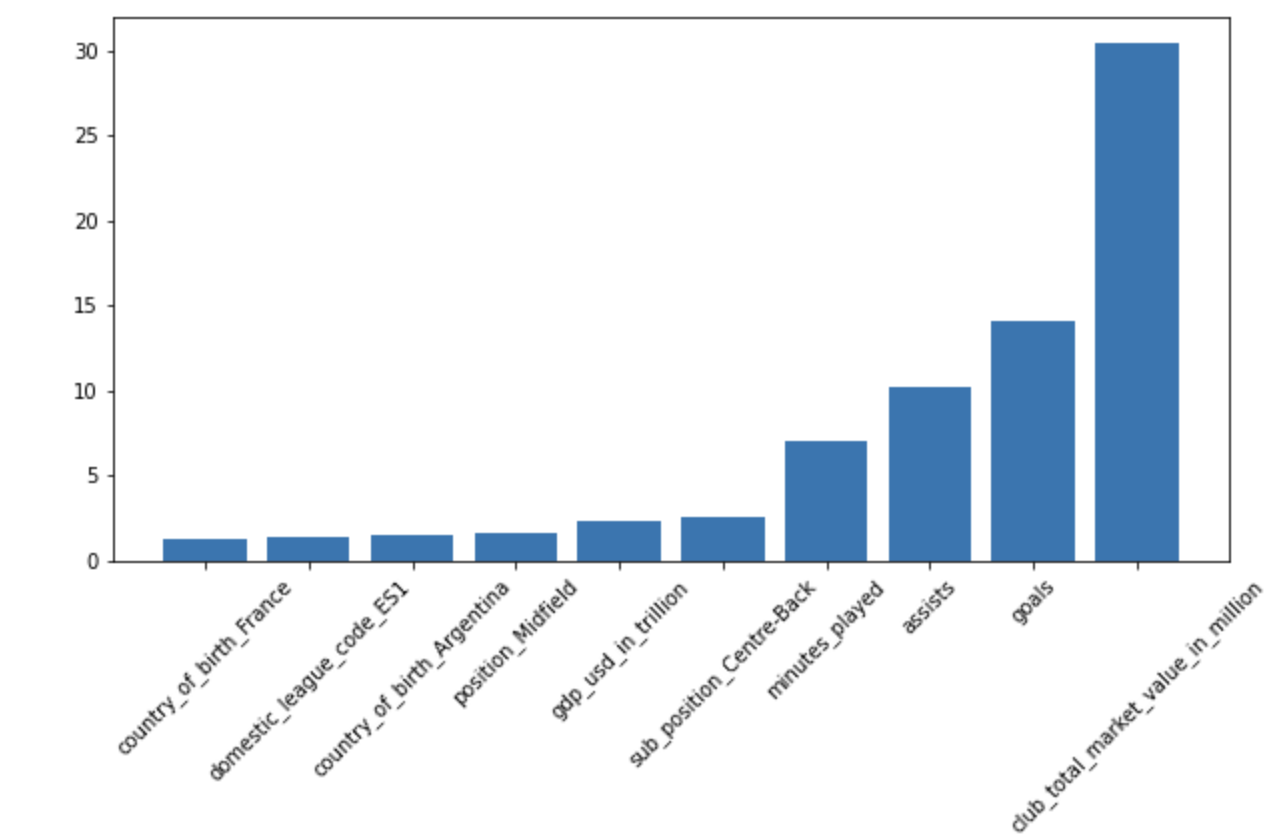 30
25
20
15
10
5
0
country_of_birth_France
domestic_league_code_ES1
country_of_birth_Argentina
position_Midfield
gdp_usd_in_trillion
sub_position_Centre-Back
minutes_played
assists
goals
club_total_market_value_in_million